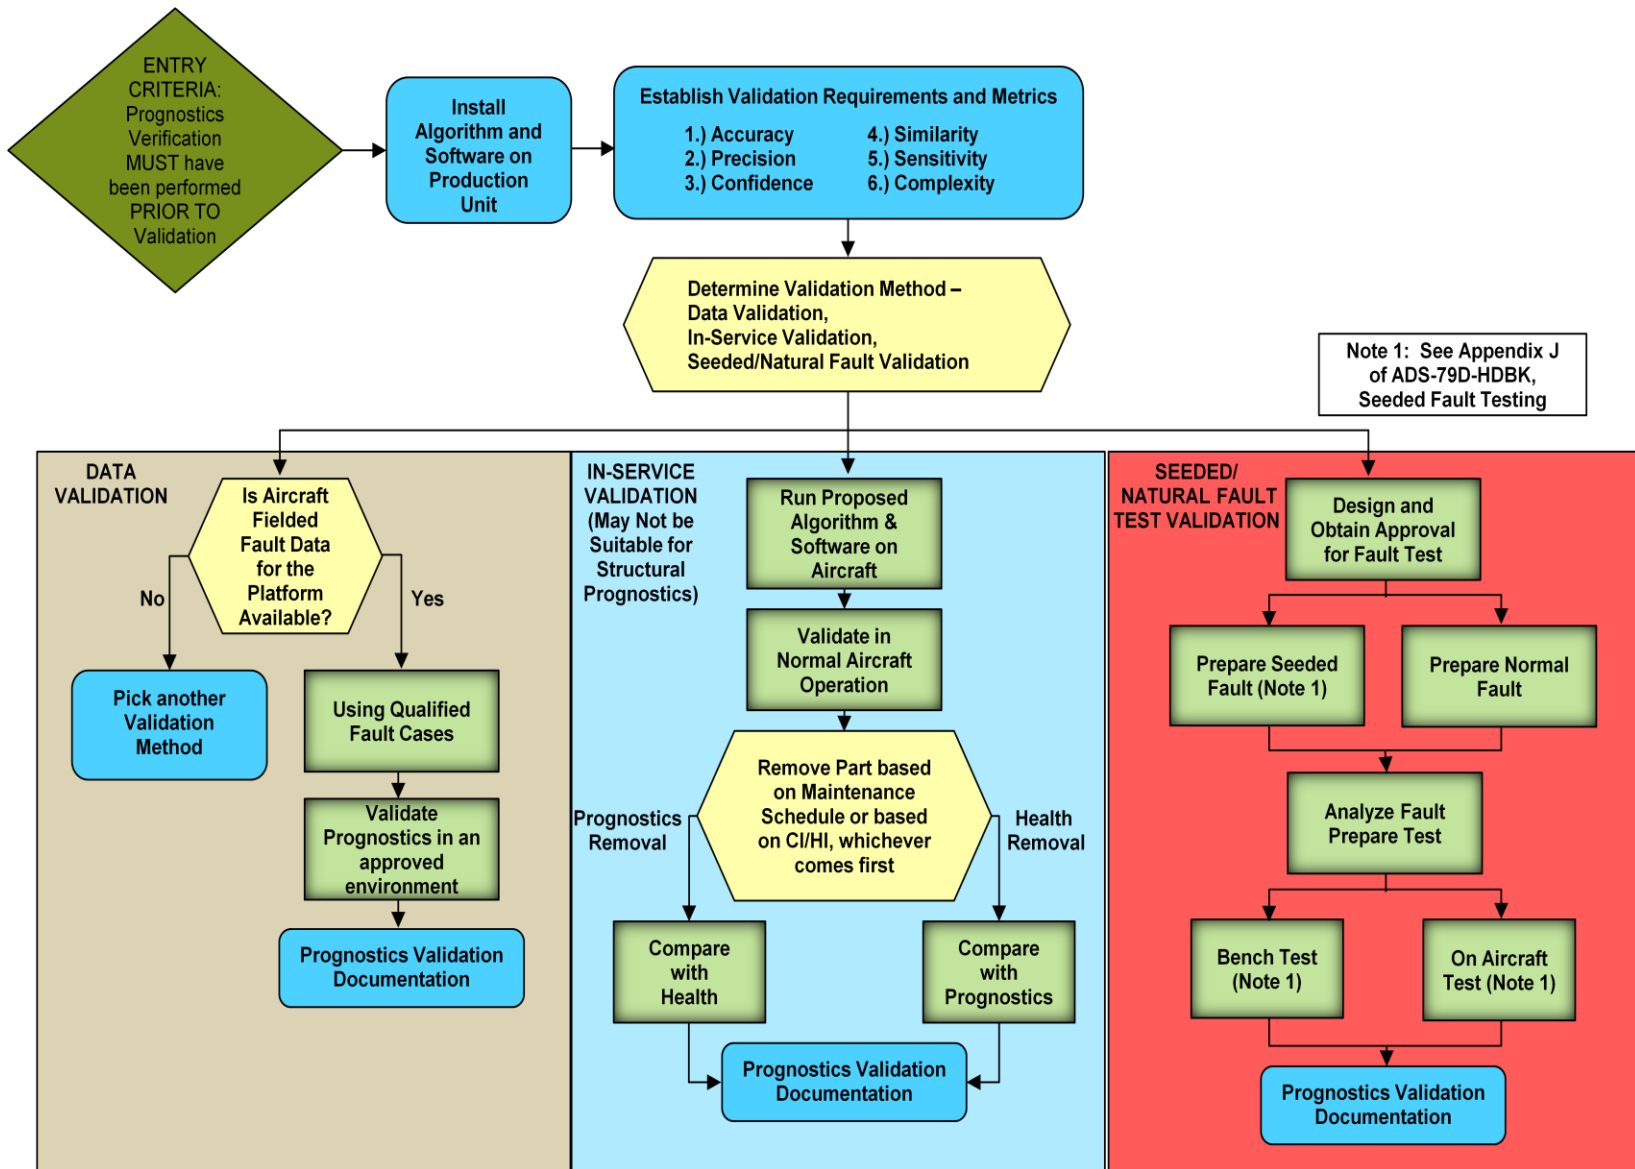 ENTRY
CRITERIA:
Prognostics
Verification
MUST have
been performed
PRIOR TO
Validation
Install
Algorithm and
Software on
Production
Unit
Establish Validation Requirements and Metrics
1.) Accuracy
2.) Precision
3.) Confidence
4.) Similarity
5.) Sensitivity
6.) Complexity
Determine Validation Method –
Data Validation,
In-Service Validation,
Seeded/Natural Fault Validation
Note 1: See Appendix J
of ADS-79D-HDBK,
Seeded Fault Testing
DATA
VALIDATION
Is Aircraft
Fielded
Fault Data
for the
Platform
Available?
No
Yes
Pick another
Validation
Method
Using Qualified
Fault Cases
Validate
Prognostics in an
approved
environment
Prognostics Validation
Documentation
IN-SERVICE
VALIDATION
(May Not be
Suitable for
Structural
Prognostics)
Run Proposed
Algorithm &
Software on
Aircraft
Validate in
Normal Aircraft
Operation
Remove Part based
on Maintenance
Schedule or based
on CI/HI, whichever
comes first
Prognostics
Removal
Health
Removal
Compare
with
Health
Compare
with
Prognostics
Prognostics Validation
Documentation
SEEDED/
NATURAL FAULT
TEST VALIDATION
Design and
Obtain Approval
for Fault Test
Prepare Seeded
Fault (Note 1)
Prepare Normal
Fault
Analyze Fault
Prepare Test
Bench Test
(Note 1)
On Aircraft
Test (Note 1)
Prognostics Validation
Documentation